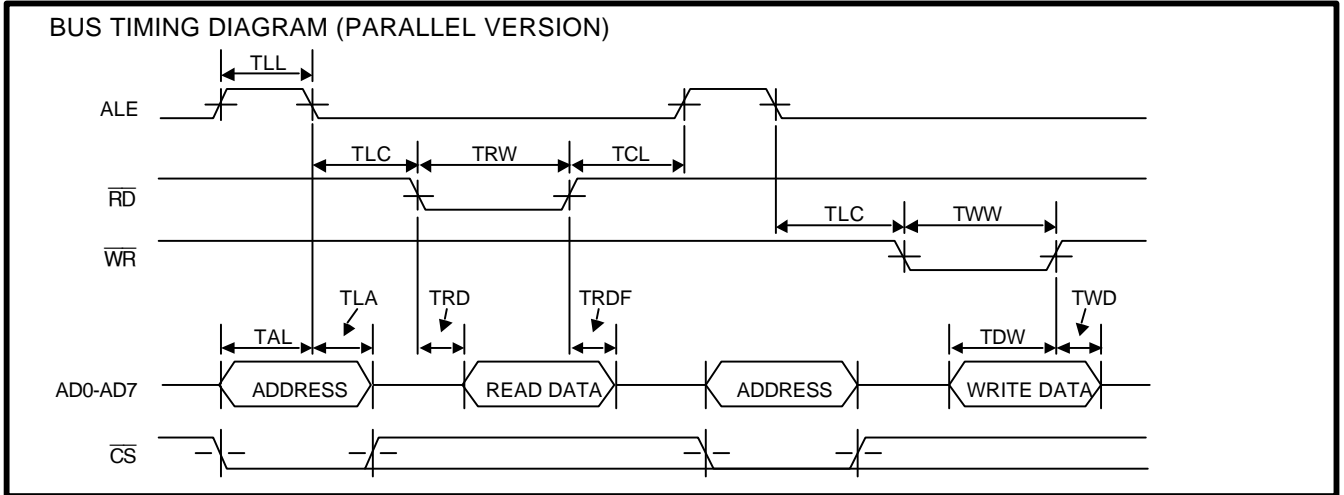 BUS TIMING DIAGRAM (PARALLEL VERSION)
TLL
ALE
TLC TRW TCL
RD
TLC TWW
WR
TLA TRD TRDF TWD
TAL TDW
AD0-AD7 ADDRESS READ DATA ADDRESS WRITE DATA
CS